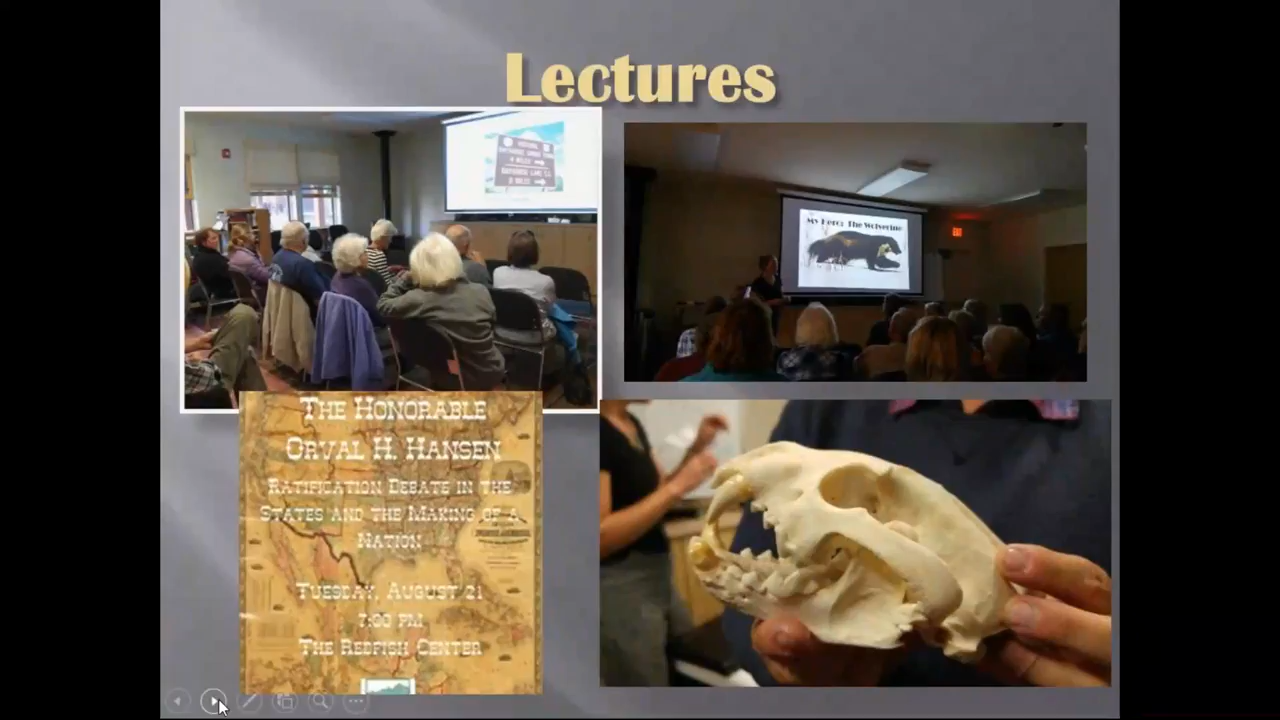 Lectures
My Hero: The Wolverine
The Honorable
Orval H. Hansen
Ratification Debate in the
States and the Making of a
Nation
Tuesday, August 21
7:00 pm
The Redfish Center